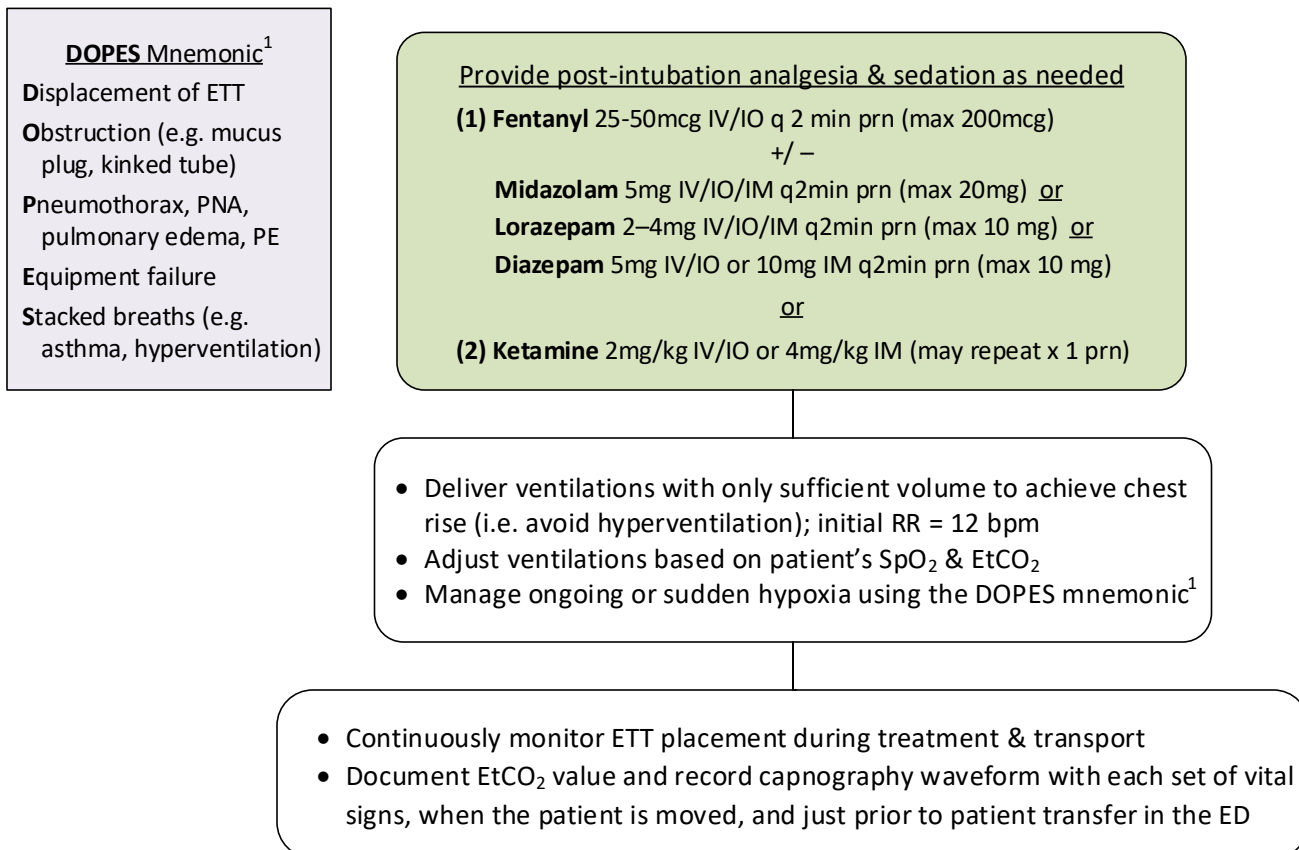 DOPES Mnemonic1
Displacement of ETT
Obstruction (e.g. mucus
plug, kinked tube)
Pneumothorax, PNA,
pulmonary edema, PE
Equipment failure
Stacked breaths (e.g.
asthma, hyperventilation)
Provide post-intubation analgesia & sedation as needed
(1) Fentanyl 25-50mcg IV/IO q 2 min prn (max 200mcg)
+/ –
Midazolam 5mg IV/IO/IM q2min prn (max 20mg) or
Lorazepam 2–4mg IV/IO/IM q2min prn (max 10 mg) or
Diazepam 5mg IV/IO or 10mg IM q2min prn (max 10 mg)
or
(2) Ketamine 2mg/kg IV/IO or 4mg/kg IM (may repeat x 1 prn)
• Deliver ventilations with only sufficient volume to achieve chest
rise (i.e. avoid hyperventilation); initial RR = 12 bpm
• Adjust ventilations based on patient’s SpO2 & EtCO2
• Manage ongoing or sudden hypoxia using the DOPES mnemonic1
• Continuously monitor ETT placement during treatment & transport
• Document EtCO2 value and record capnography waveform with each set of vital
signs, when the patient is moved, and just prior to patient transfer in the ED